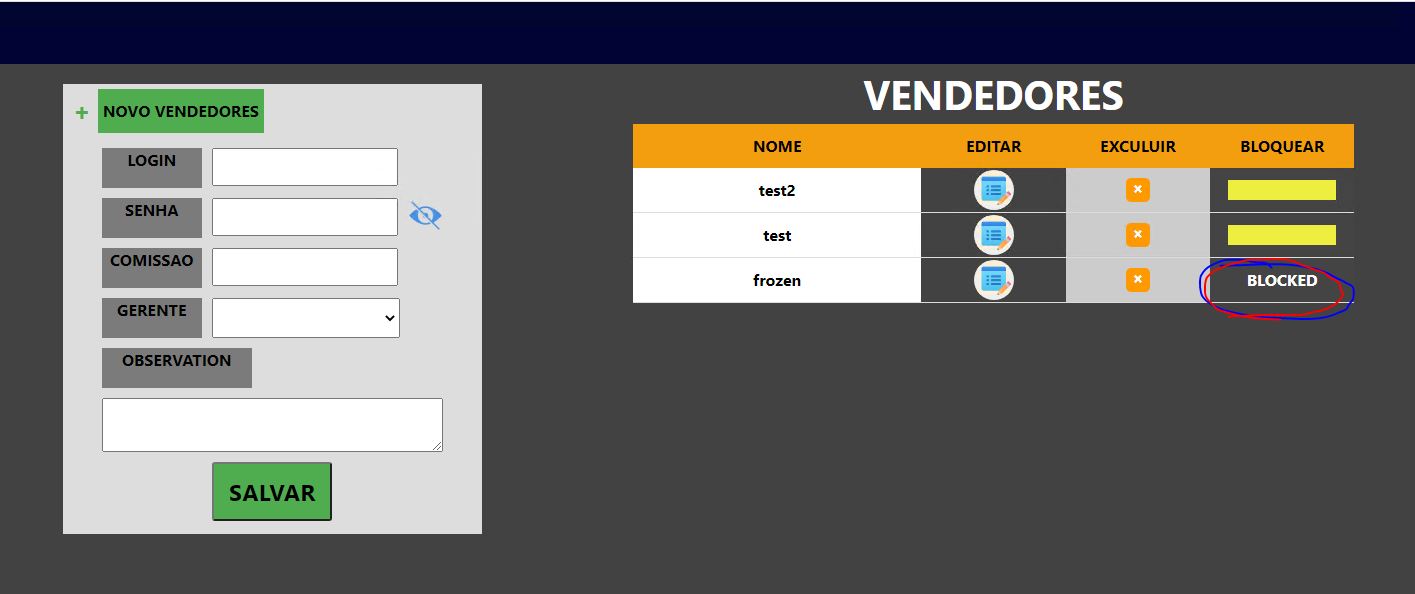 + NOVO VENDEDORES
LOGIN
SENHA
COMISSAO
GERENTE
OBSERVATION
SALVAR
VENDEDORES
NOME EDITAR EXCULUIR BLOQUEAR
test2
test
frozen BLOCKED